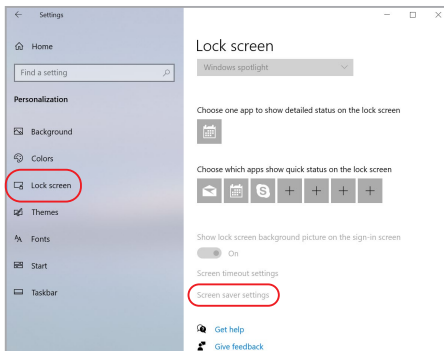 Settings
Home
Find a setting
Personalization
Background
Colors
Lock screen
Themes
Fonts
Start
Taskbar
Lock screen
Windows spotlight
Choose one app to show detailed status on the lock screen
Choose which apps show quick status on the lock screen
Show lock screen background picture on the sign-in screen
On
Screen timeout settings
Screen saver settings
Get help
Give feedback